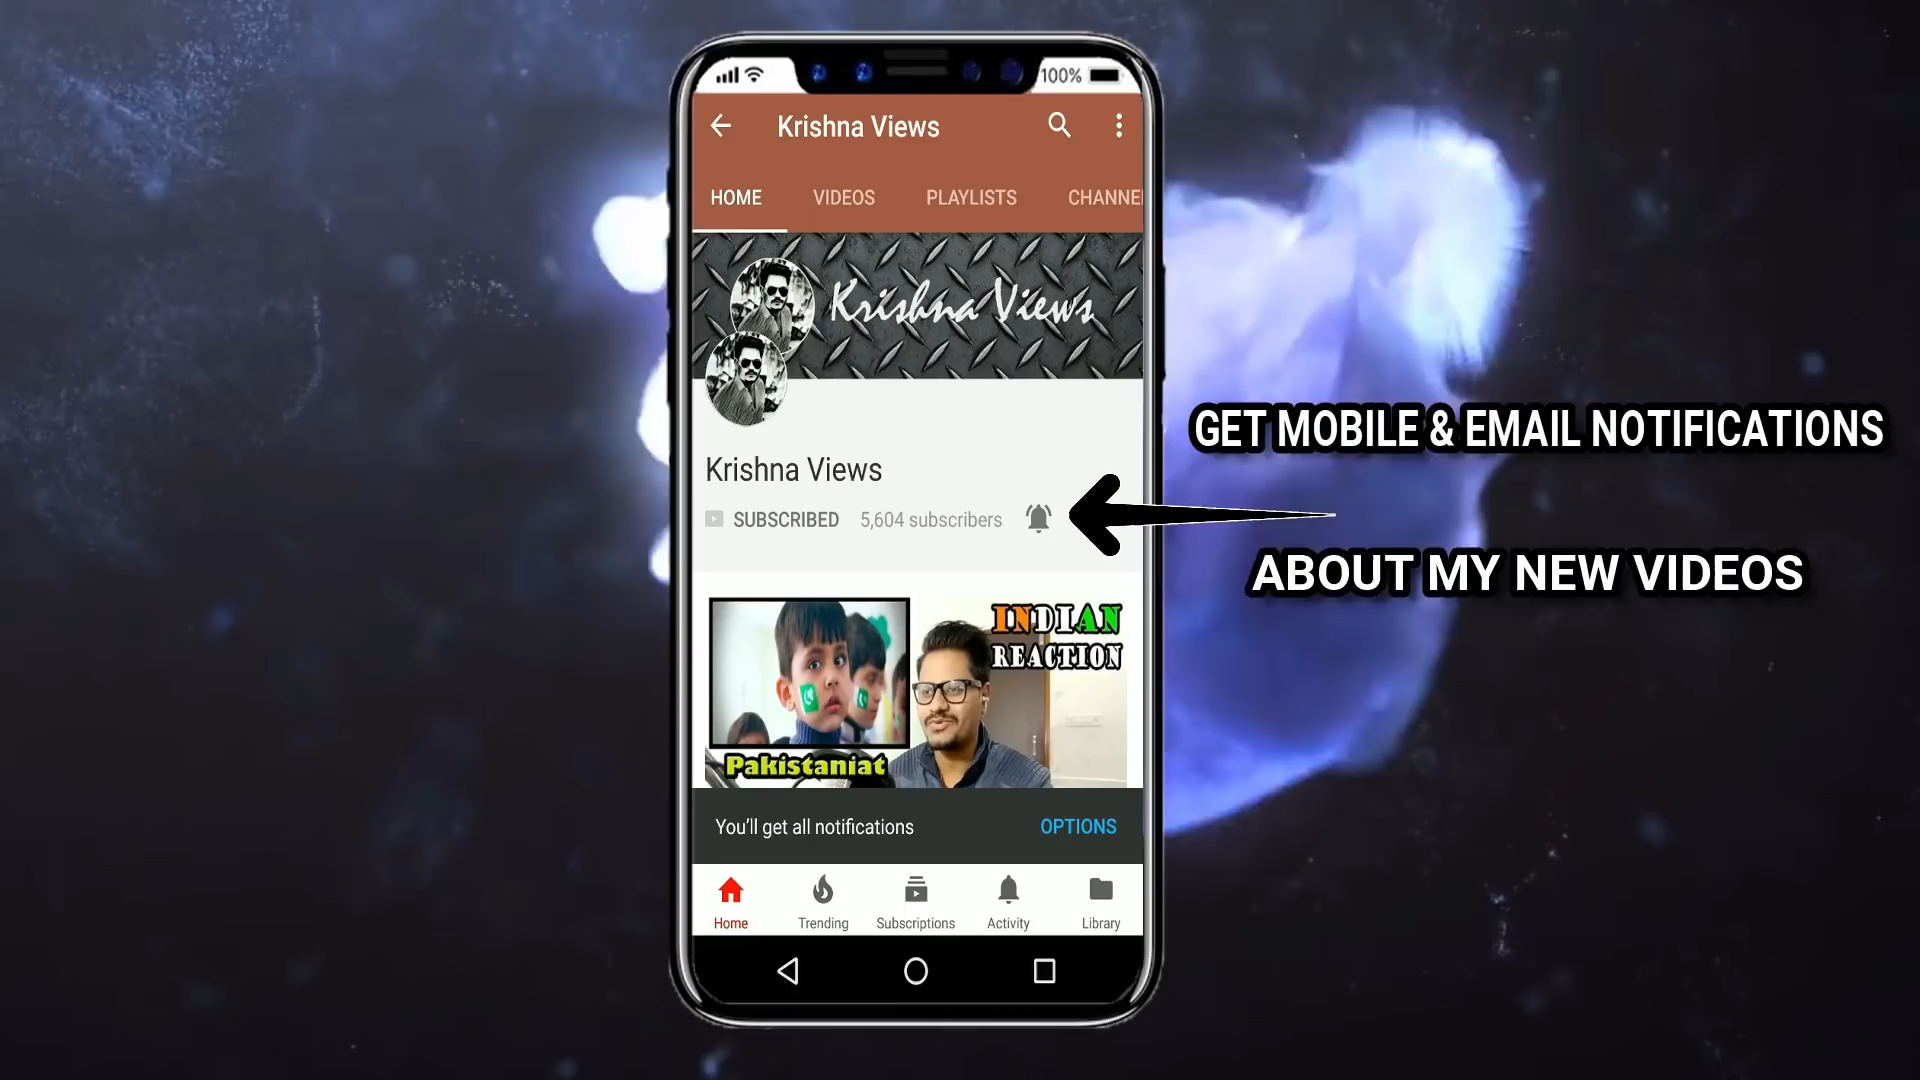 100%
Krishna Views
HOME VIDEOS PLAYLISTS CHANNE
Krishna Views
Krishna Views
SUBSCRIBED 5,604 subscribers
GET MOBILE & EMAIL NOTIFICATIONS
ABOUT MY NEW VIDEOS
INDIAN
REACTION
Pakistaniat
You'll get all notifications OPTIONS
Home Trending Subscriptions Activity Library